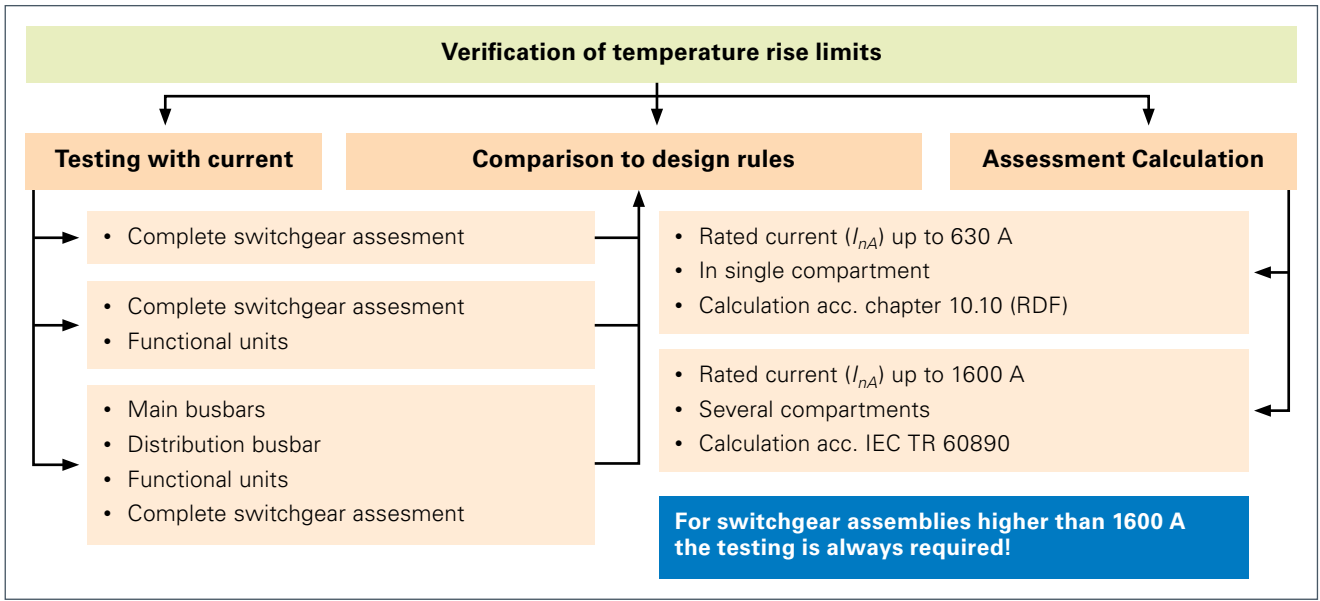 Verification of temperature rise limits
Testing with current
Comparison to design rules
Assessment Calculation
• Complete switchgear assesment
• Complete switchgear assesment
• Functional units
• Main busbars
• Distribution busbar
• Functional units
• Complete switchgear assesment
• Rated current (InA) up to 630 A
• In single compartment
• Calculation acc. chapter 10.10 (RDF)
• Rated current (InA) up to 1600 A
• Several compartments
• Calculation acc. IEC TR 60890
For switchgear assemblies higher than 1600 A
the testing is always required!